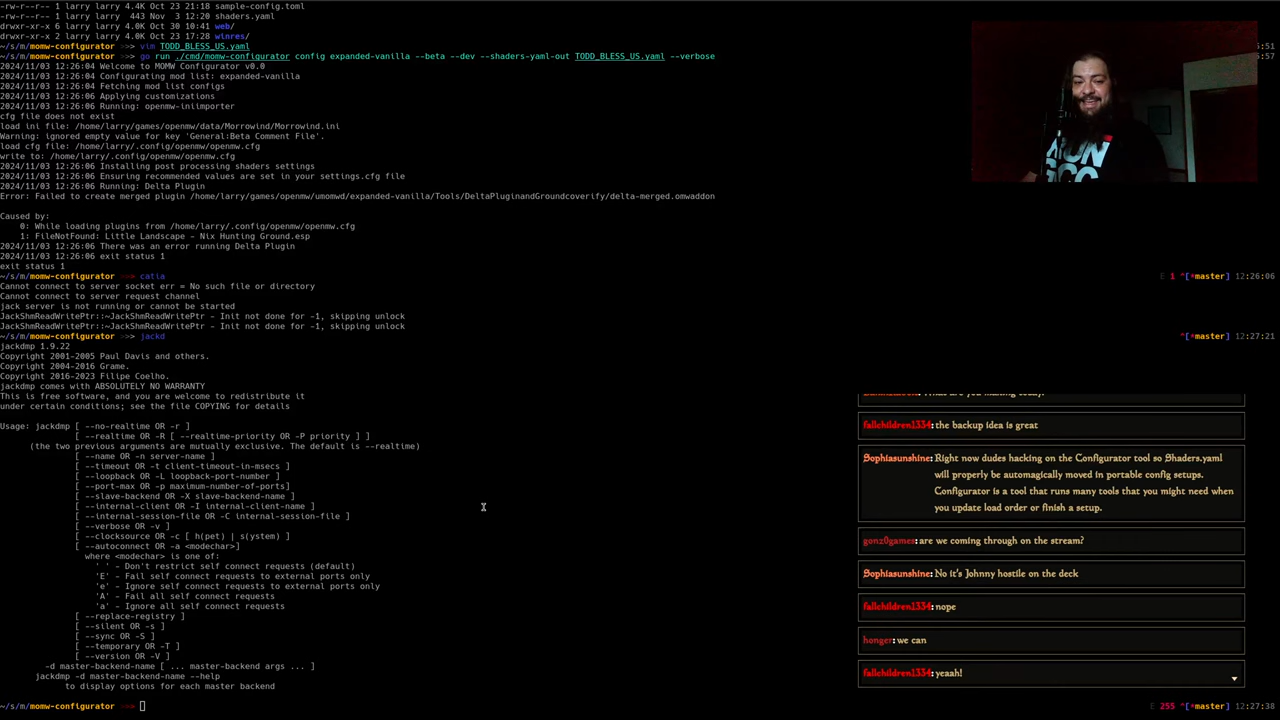 -rw-r--r-- 1 larry larry 4.4K Oct 23 21:18 sample-config.toml
-rw-r--r-- 1 larry larry  443 Nov  3 12:20 shaders.yaml
drwxr-xr-x 6 larry larry 4.0K Oct 30 10:41 web/
drwxr-xr-x 2 larry larry 4.0K Oct 23 17:28 winres/
~/s/m/momw-configurator >>> vim TODD_BLESS_US.yaml
5:51
~/s/m/momw-configurator >>> go run ./cmd/momw-configurator config expanded-vanilla --beta --dev --shaders-yaml-out TODD_BLESS_US.yaml --verbose
5:57
2024/11/03 12:26:04 Welcome to MOMW Configurator v0.0
2024/11/03 12:26:04 Configurating mod list: expanded-vanilla
2024/11/03 12:26:04 Fetching mod list configs
2024/11/03 12:26:06 Applying customizations
2024/11/03 12:26:06 Running: openmw-iniimporter
cfg file does not exist
load ini file: /home/larry/games/openmw/data/Morrowind/Morrowind.ini
Warning: ignored empty value for key 'General:Beta Comment File'.
load cfg file: /home/larry/.config/openmw/openmw.cfg
write to: /home/larry/.config/openmw/openmw.cfg
2024/11/03 12:26:06 Installing post processing shaders settings
2024/11/03 12:26:06 Ensuring recommended values are set in your settings.cfg file
2024/11/03 12:26:06 Running: Delta Plugin
Error: Failed to create merged plugin /home/larry/games/openmw/umomwd/expanded-vanilla/Tools/DeltaPluginandGroundcoverify/delta-merged.omwaddon
Caused by:
    0: While loading plugins from /home/larry/.config/openmw/openmw.cfg
    1: FileNotFound: Little Landscape - Nix Hunting Ground.esp
2024/11/03 12:26:06 There was an error running Delta Plugin
2024/11/03 12:26:06 exit status 1
exit status 1
~/s/m/momw-configurator >>> catia
E 1 ^[*master] 12:26:06
Cannot connect to server socket err = No such file or directory
Cannot connect to server request channel
jack server is not running or cannot be started
JackShmReadWritePtr::~JackShmReadWritePtr - Init not done for -1, skipping unlock
JackShmReadWritePtr::~JackShmReadWritePtr - Init not done for -1, skipping unlock
~/s/m/momw-configurator >>> jackd
^[*master] 12:27:21
jackdmp 1.9.22
Copyright 2001-2005 Paul Davis and others.
Copyright 2004-2016 Grame.
Copyright 2016-2023 Filipe Coelho.
jackdmp comes with ABSOLUTELY NO WARRANTY
This is free software, and you are welcome to redistribute it
under certain conditions; see the file COPYING for details
Usage: jackdmp [ --no-realtime OR -r ]
               [ --realtime OR -R [ --realtime-priority OR -P priority ] ]
      (the two previous arguments are mutually exclusive. The default is --realtime)
               [ --name OR -n server-name ]
               [ --timeout OR -t client-timeout-in-msecs ]
               [ --loopback OR -L loopback-port-number ]
               [ --port-max OR -p maximum-number-of-ports]
               [ --slave-backend OR -X slave-backend-name ]
               [ --internal-client OR -I internal-client-name ]
               [ --internal-session-file OR -C internal-session-file ]
               [ --verbose OR -v ]
               [ --clocksource OR -c [ h(pet) | s(ystem) ]
               [ --autoconnect OR -a <modechar>]
                 where <modechar> is one of:
                   ' ' - Don't restrict self connect requests (default)
                   'E' - Fail self connect requests to external ports only
                   'e' - Ignore self connect requests to external ports only
                   'A' - Fail all self connect requests
                   'a' - Ignore all self connect requests
               [ --replace-registry ]
               [ --silent OR -s ]
               [ --sync OR -S ]
               [ --temporary OR -T ]
               [ --version OR -V ]
         -d master-backend-name [ ... master-backend args ... ]
       jackdmp -d master-backend-name --help
             to display options for each master backend
~/s/m/momw-configurator >>>
E 255 ^[*master] 12:27:38
fallchildren1334: the backup idea is great
Sophiasunshine: Right now dudes hacking on the Configurator tool so Shaders.yaml
will properly be automagically moved in portable config setups.
Configurator is a tool that runs many tools that you might need when
you update load order or finish a setup.
gonz0games: are we coming through on the stream?
Sophiasunshine: No it's Johnny hostile on the deck
fallchildren1334: nope
honger: we can
fallchildren1334: yeaah!